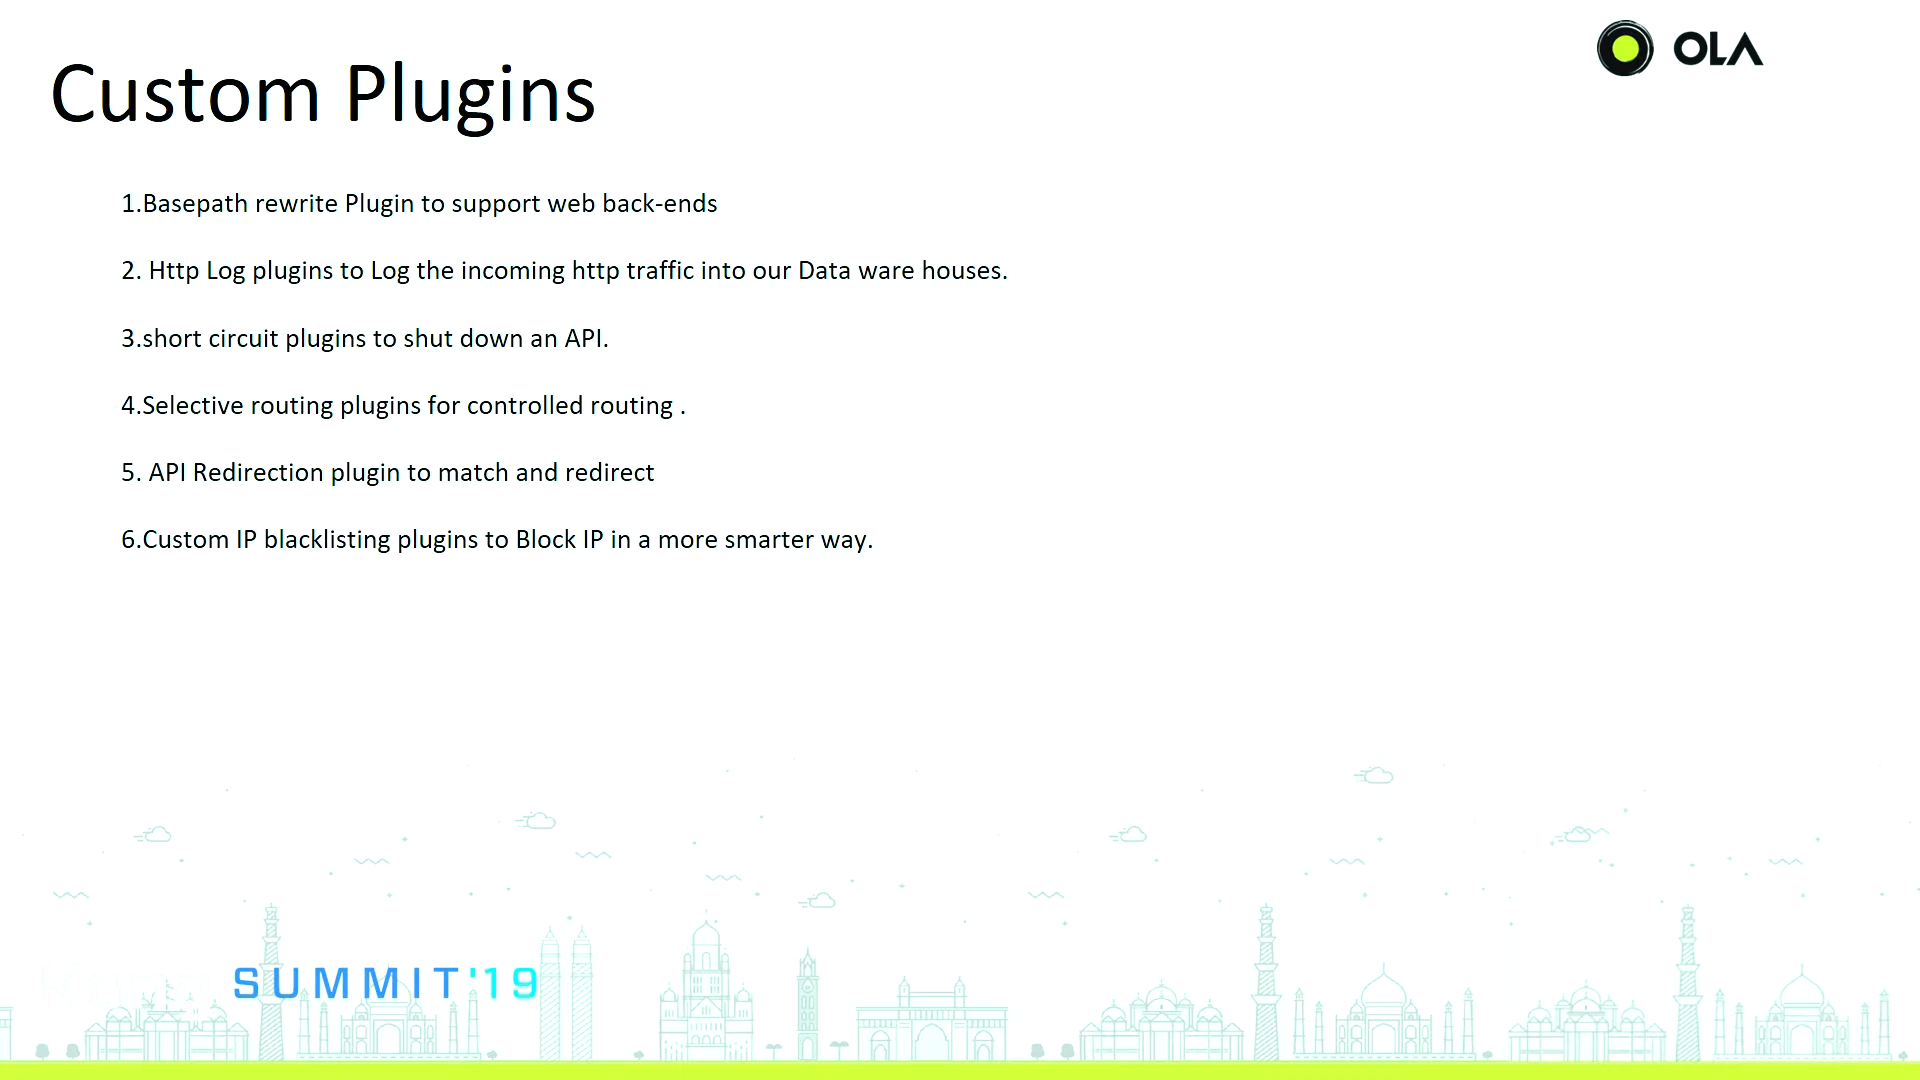 OLA
Custom Plugins
1.Basepath rewrite Plugin to support web back-ends
2. Http Log plugins to Log the incoming http traffic into our Data ware houses.
3.short circuit plugins to shut down an API.
4.Selective routing plugins for controlled routing .
5. API Redirection plugin to match and redirect
6.Custom IP blacklisting plugins to Block IP in a more smarter way.
SUMMIT'19